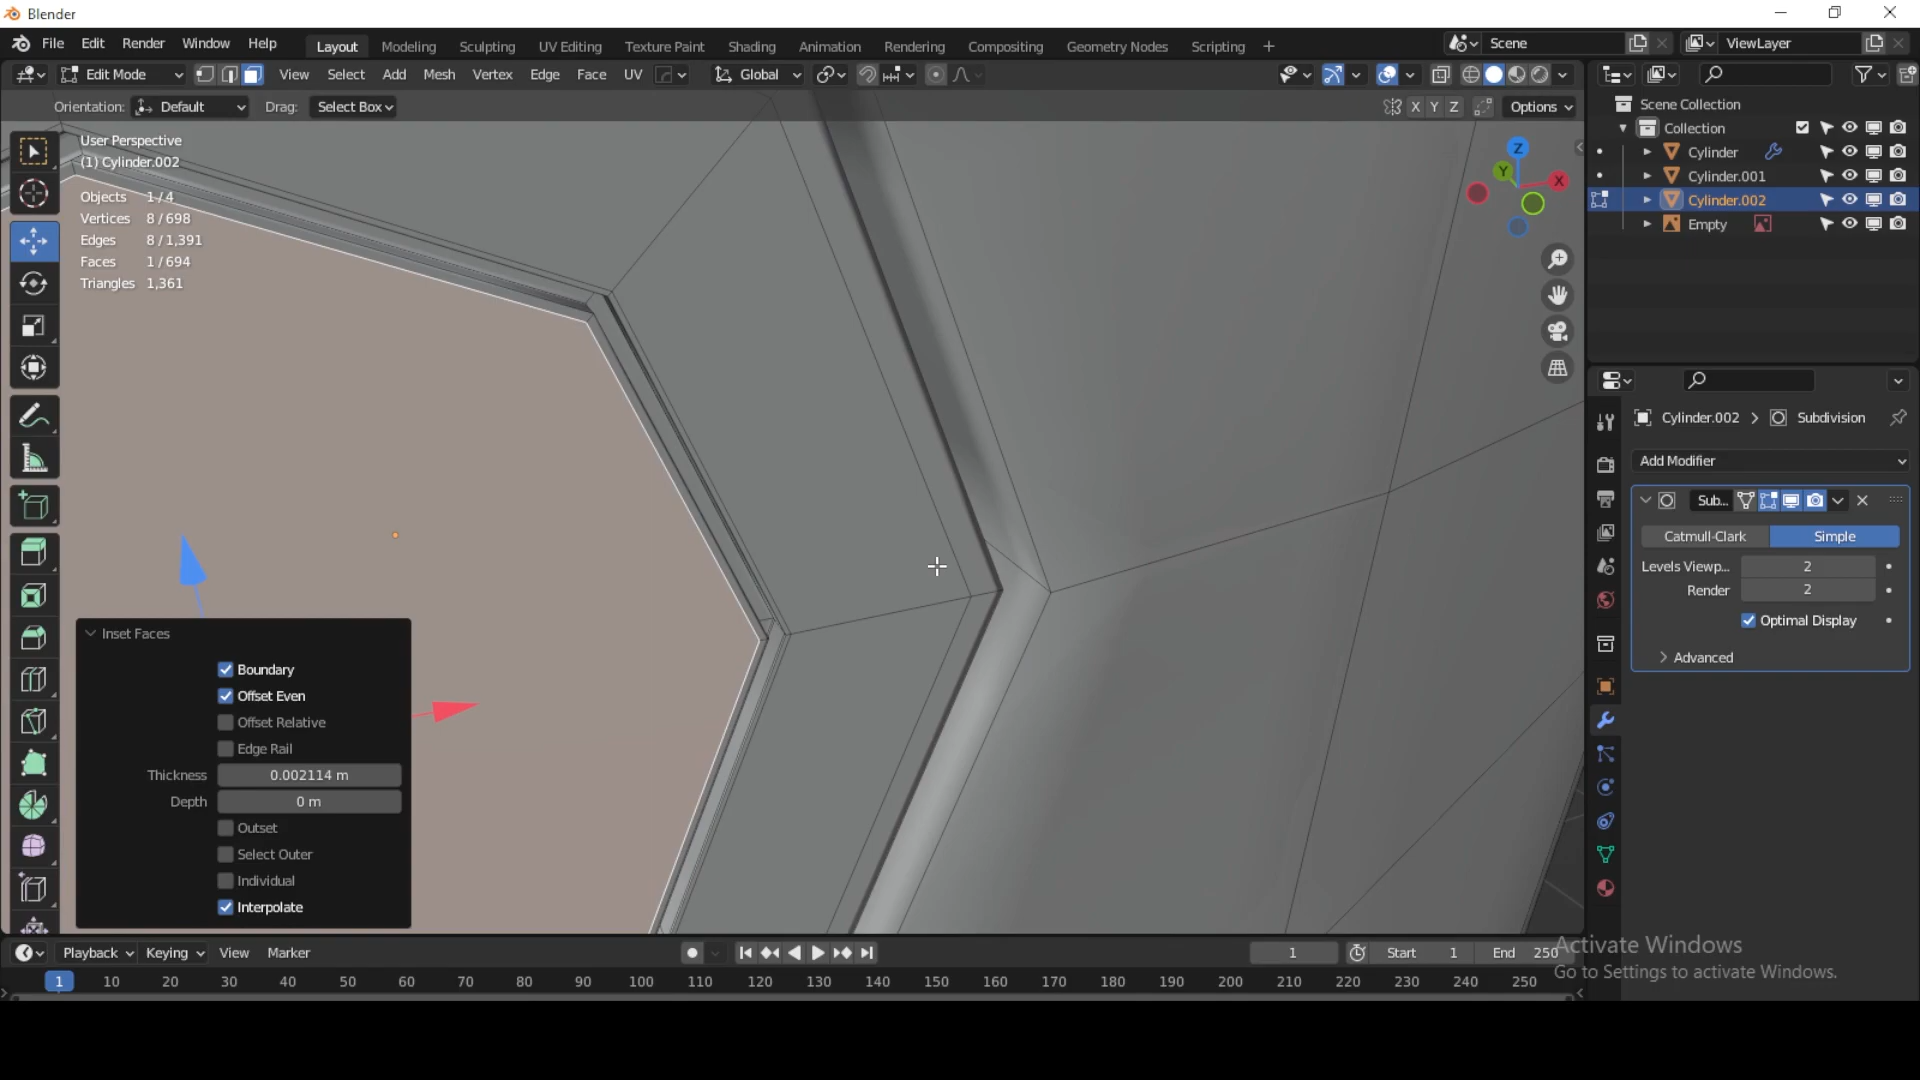 Blender
File Edit Render Window Help
Layout Modeling Sculpting UV Editing Texture Paint Shading Animation Rendering Compositing Geometry Nodes Scripting +
Scene
ViewLayer
Edit Mode View Select Add Mesh Vertex Edge Face UV Global
Orientation: Default Drag: Select Box
X Y Z Options
User Perspective
(1) Cylinder.002
Objects 1/4
Vertices 8/698
Edges 8/1,391
Faces 1/694
Triangles 1,361
Z
Y
X
Scene Collection
Collection
Cylinder
Cylinder.001
Cylinder.002
Empty
Cylinder.002 > Subdivision
Add Modifier
Sub...
Catmull-Clark Simple
Levels Viewp... 2
Render 2
Optimal Display
Advanced
Inset Faces
Boundary
Offset Even
Offset Relative
Edge Rail
Thickness 0.002114 m
Depth 0 m
Outset
Select Outer
Individual
Interpolate
Playback Keying View Marker
1 Start 1 End 250
1 10 20 30 40 50 60 70 80 90 100 110 120 130 140 150 160 170 180 190 200 210 220 230 240 250
Activate Windows
Go to Settings to activate Windows.